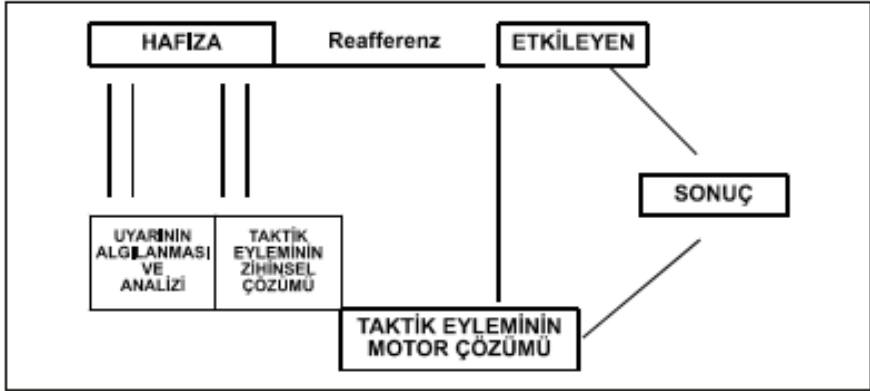 HAFIZA
Reafferenz
ETKİLEYEN
SONUÇ
UYARININ
ALGILANMASI
VE
ANALİZİ
TAKTİK
EYLEMİNİN
ZİHİNSEL
ÇÖZÜMÜ
TAKTİK EYLEMİNİN
MOTOR ÇÖZÜMÜ